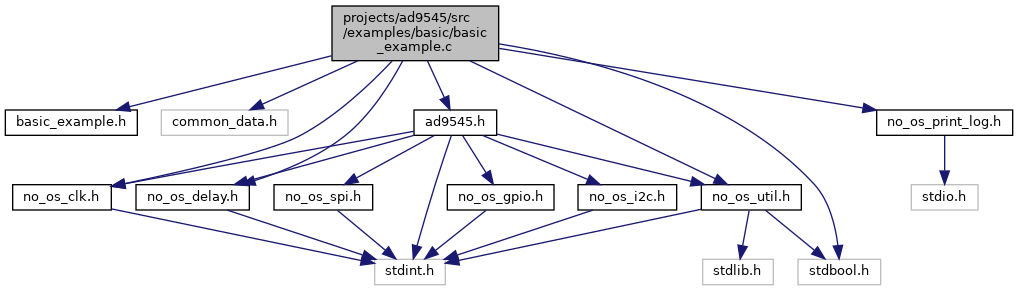 projects/ad9545/src
/examples/basic/basic
_example.c
basic_example.h
common_data.h
ad9545.h
no_os_print_log.h
no_os_clk.h
no_os_delay.h
no_os_spi.h
no_os_gpio.h
no_os_i2c.h
no_os_util.h
stdio.h
stdint.h
stdlib.h
stdbool.h